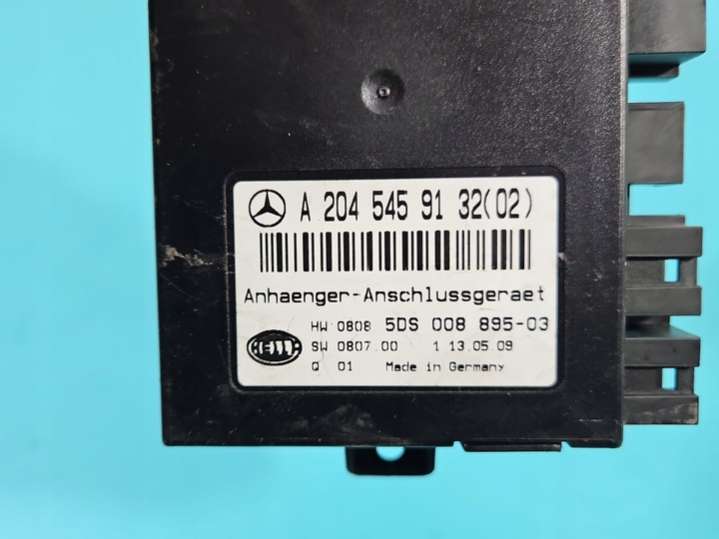 A 204 545 91 32(02)
Anhaenger-Anschlussgeraet
HW 0808 5DS 008 895-03
SW 0807.00 1 13.05.09
Q 01 Made in Germany